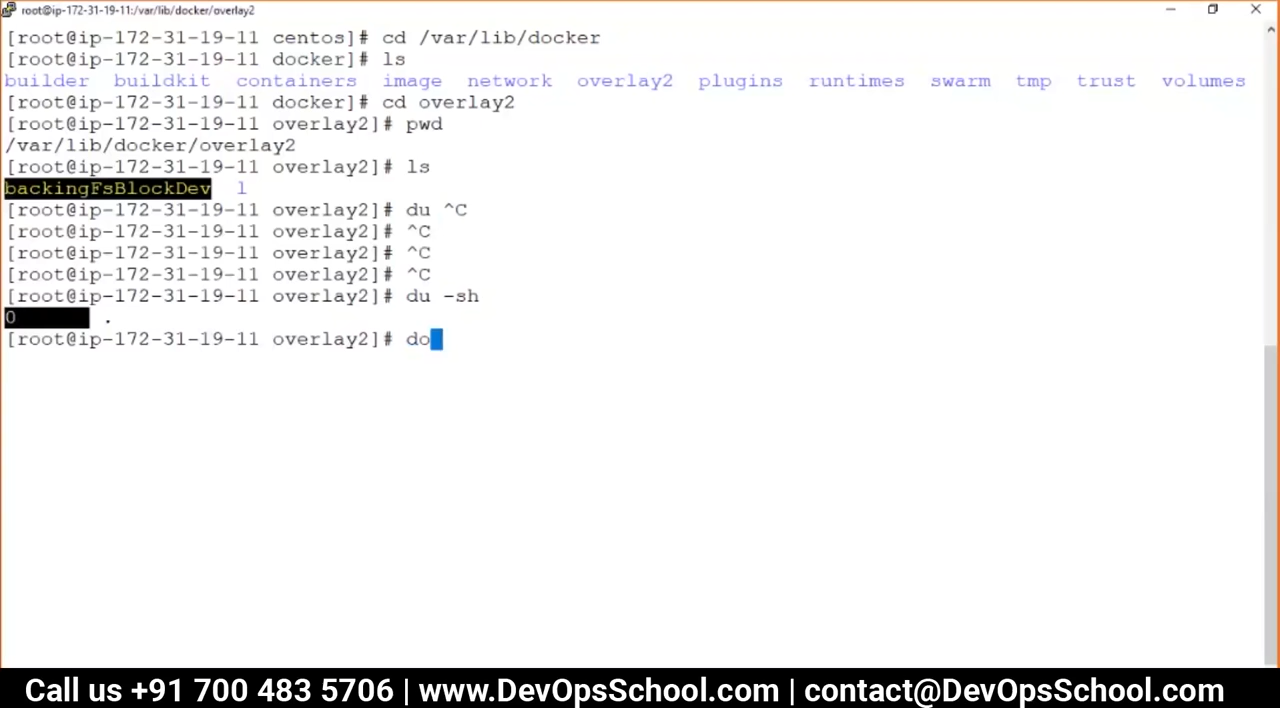 root@ip-172-31-19-11:/var/lib/docker/overlay2
[root@ip-172-31-19-11 centos]# cd /var/lib/docker
[root@ip-172-31-19-11 docker]# ls
builder  buildkit  containers  image  network  overlay2  plugins  runtimes  swarm  tmp  trust  volumes
[root@ip-172-31-19-11 docker]# cd overlay2
[root@ip-172-31-19-11 overlay2]# pwd
/var/lib/docker/overlay2
[root@ip-172-31-19-11 overlay2]# ls
backingFsBlockDev  l
[root@ip-172-31-19-11 overlay2]# du ^C
[root@ip-172-31-19-11 overlay2]# ^C
[root@ip-172-31-19-11 overlay2]# ^C
[root@ip-172-31-19-11 overlay2]# ^C
[root@ip-172-31-19-11 overlay2]# du -sh
0       .
[root@ip-172-31-19-11 overlay2]# do
Call us +91 700 483 5706 | www.DevOpsSchool.com | contact@DevOpsSchool.com